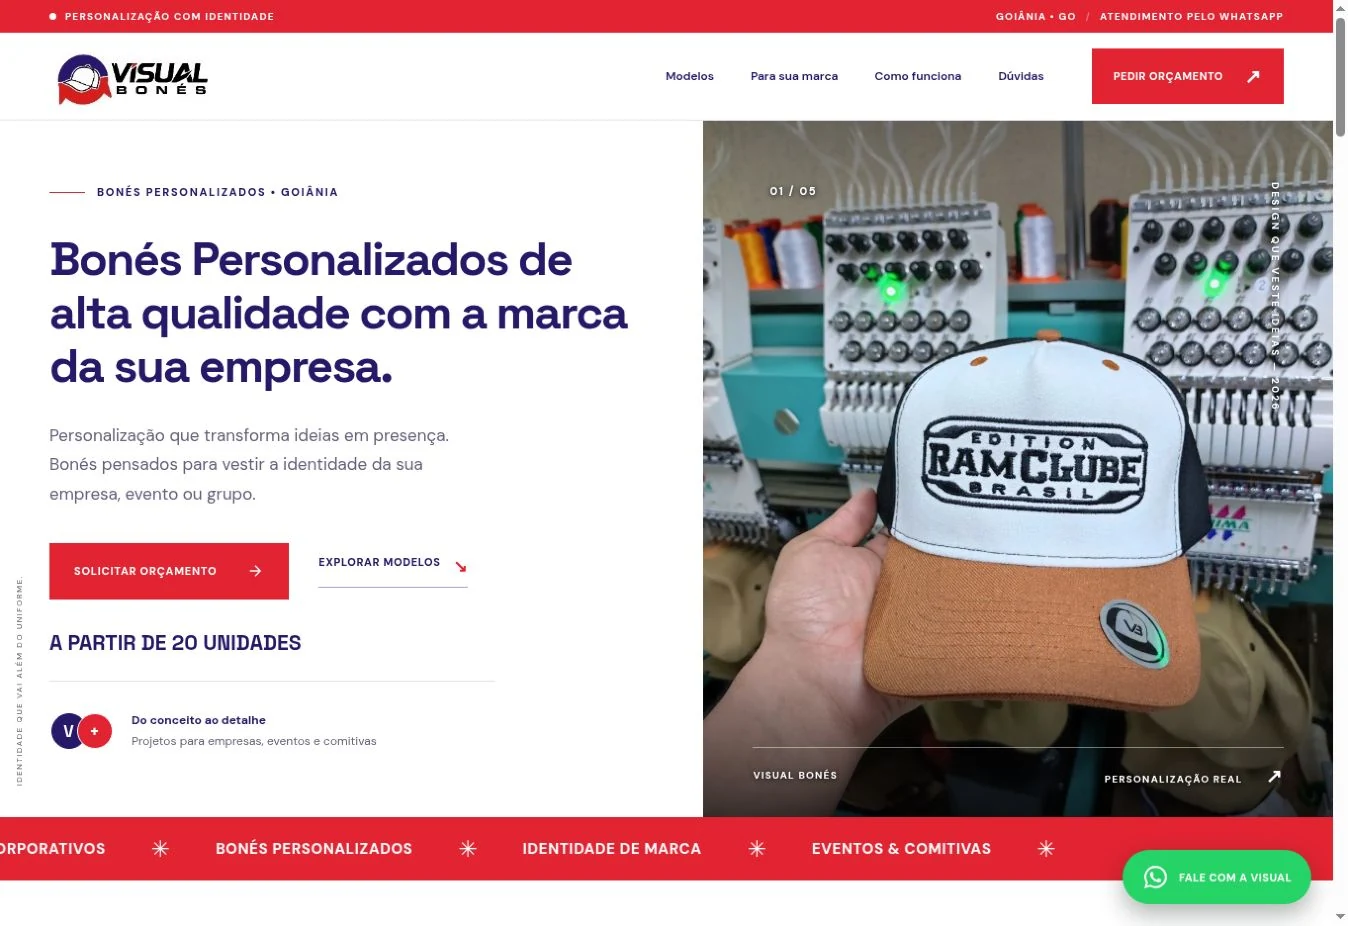 PERSONALIZAÇÃO COM IDENTIDADE
GOIÂNIA • GO / ATENDIMENTO PELO WHATSAPP
VISUAL
BONÉS
Modelos
Para sua marca
Como funciona
Dúvidas
PEDIR ORÇAMENTO
BONÉS PERSONALIZADOS • GOIÂNIA
Bonés Personalizados de
alta qualidade com a marca
da sua empresa.
Personalização que transforma ideias em presença.
Bonés pensados para vestir a identidade da sua
empresa, evento ou grupo.
SOLICITAR ORÇAMENTO
EXPLORAR MODELOS
A PARTIR DE 20 UNIDADES
V +
Do conceito ao detalhe
Projetos para empresas, eventos e comitivas
IDENTIDADE QUE VAI ALÉM DO UNIFORME.
01 / 05
DESIGN QUE VESTE IDEIAS — 2026
EDITION
RAMCLUBE
BRASIL
VB
VISUAL BONÉS
PERSONALIZAÇÃO REAL
ORPORATIVOS
BONÉS PERSONALIZADOS
IDENTIDADE DE MARCA
EVENTOS & COMITIVAS
FALE COM A VISUAL